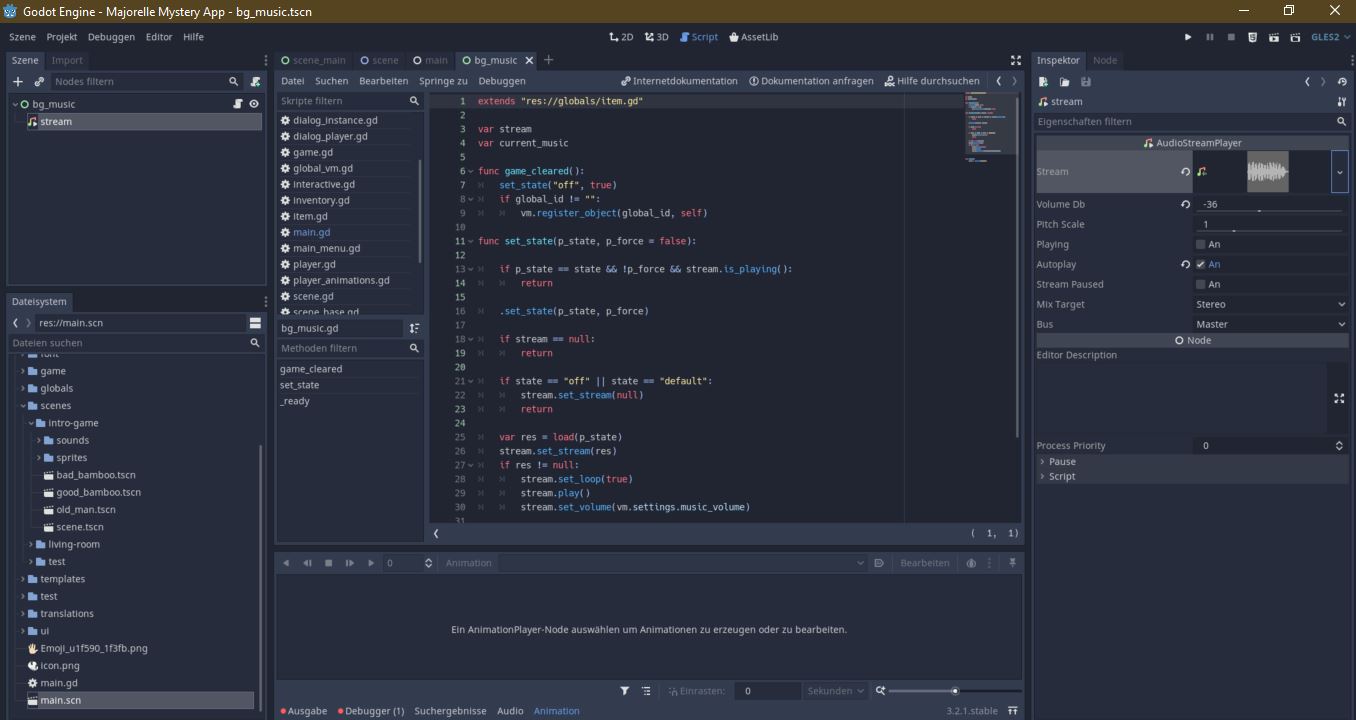 Godot Engine - Majorelle Mystery App - bg_music.tscn
Szene Projekt Debuggen Editor Hilfe
2D 3D Script AssetLib
GLES2
Szene Import
Nodes filtern
bg_music
stream
Dateisystem
res://main.scn
Dateien suchen
font
game
globals
scenes
intro-game
sounds
sprites
bad_bamboo.tscn
good_bamboo.tscn
old_man.tscn
scene.tscn
living-room
test
templates
test
translations
ui
Emoji_u1f590_1f3fb.png
icon.png
main.gd
main.scn
scene_main scene main bg_music
Datei Suchen Bearbeiten Springe zu Debuggen
Internetdokumentation Dokumentation anfragen Hilfe durchsuchen
Skripte filtern
dialog_instance.gd
dialog_player.gd
game.gd
global_vm.gd
interactive.gd
inventory.gd
item.gd
main.gd
main_menu.gd
player.gd
player_animations.gd
scene.gd
scene_base.gd
bg_music.gd
Methoden filtern
game_cleared
set_state
_ready
1 extends "res://globals/item.gd"
2
3 var stream
4 var current_music
5
6 func game_cleared():
7 set_state("off", true)
8 if global_id != "":
9 vm.register_object(global_id, self)
10
11 func set_state(p_state, p_force = false):
12
13 if p_state == state && !p_force && stream.is_playing():
14 return
15
16 .set_state(p_state, p_force)
17
18 if stream == null:
19 return
20
21 if state == "off" || state == "default":
22 stream.set_stream(null)
23 return
24
25 var res = load(p_state)
26 stream.set_stream(res)
27 if res != null:
28 stream.set_loop(true)
29 stream.play()
30 stream.set_volume(vm.settings.music_volume)
31
( 1, 1)
0 Animation Bearbeiten
Ein AnimationPlayer-Node auswählen um Animationen zu erzeugen oder zu bearbeiten.
Einrasten: 0 Sekunden
Ausgabe Debugger (1) Suchergebnisse Audio Animation
3.2.1.stable
Inspektor Node
stream
Eigenschaften filtern
AudioStreamPlayer
Stream
Volume Db -36
Pitch Scale 1
Playing An
Autoplay An
Stream Paused An
Mix Target Stereo
Bus Master
Node
Editor Description
Process Priority 0
Pause
Script